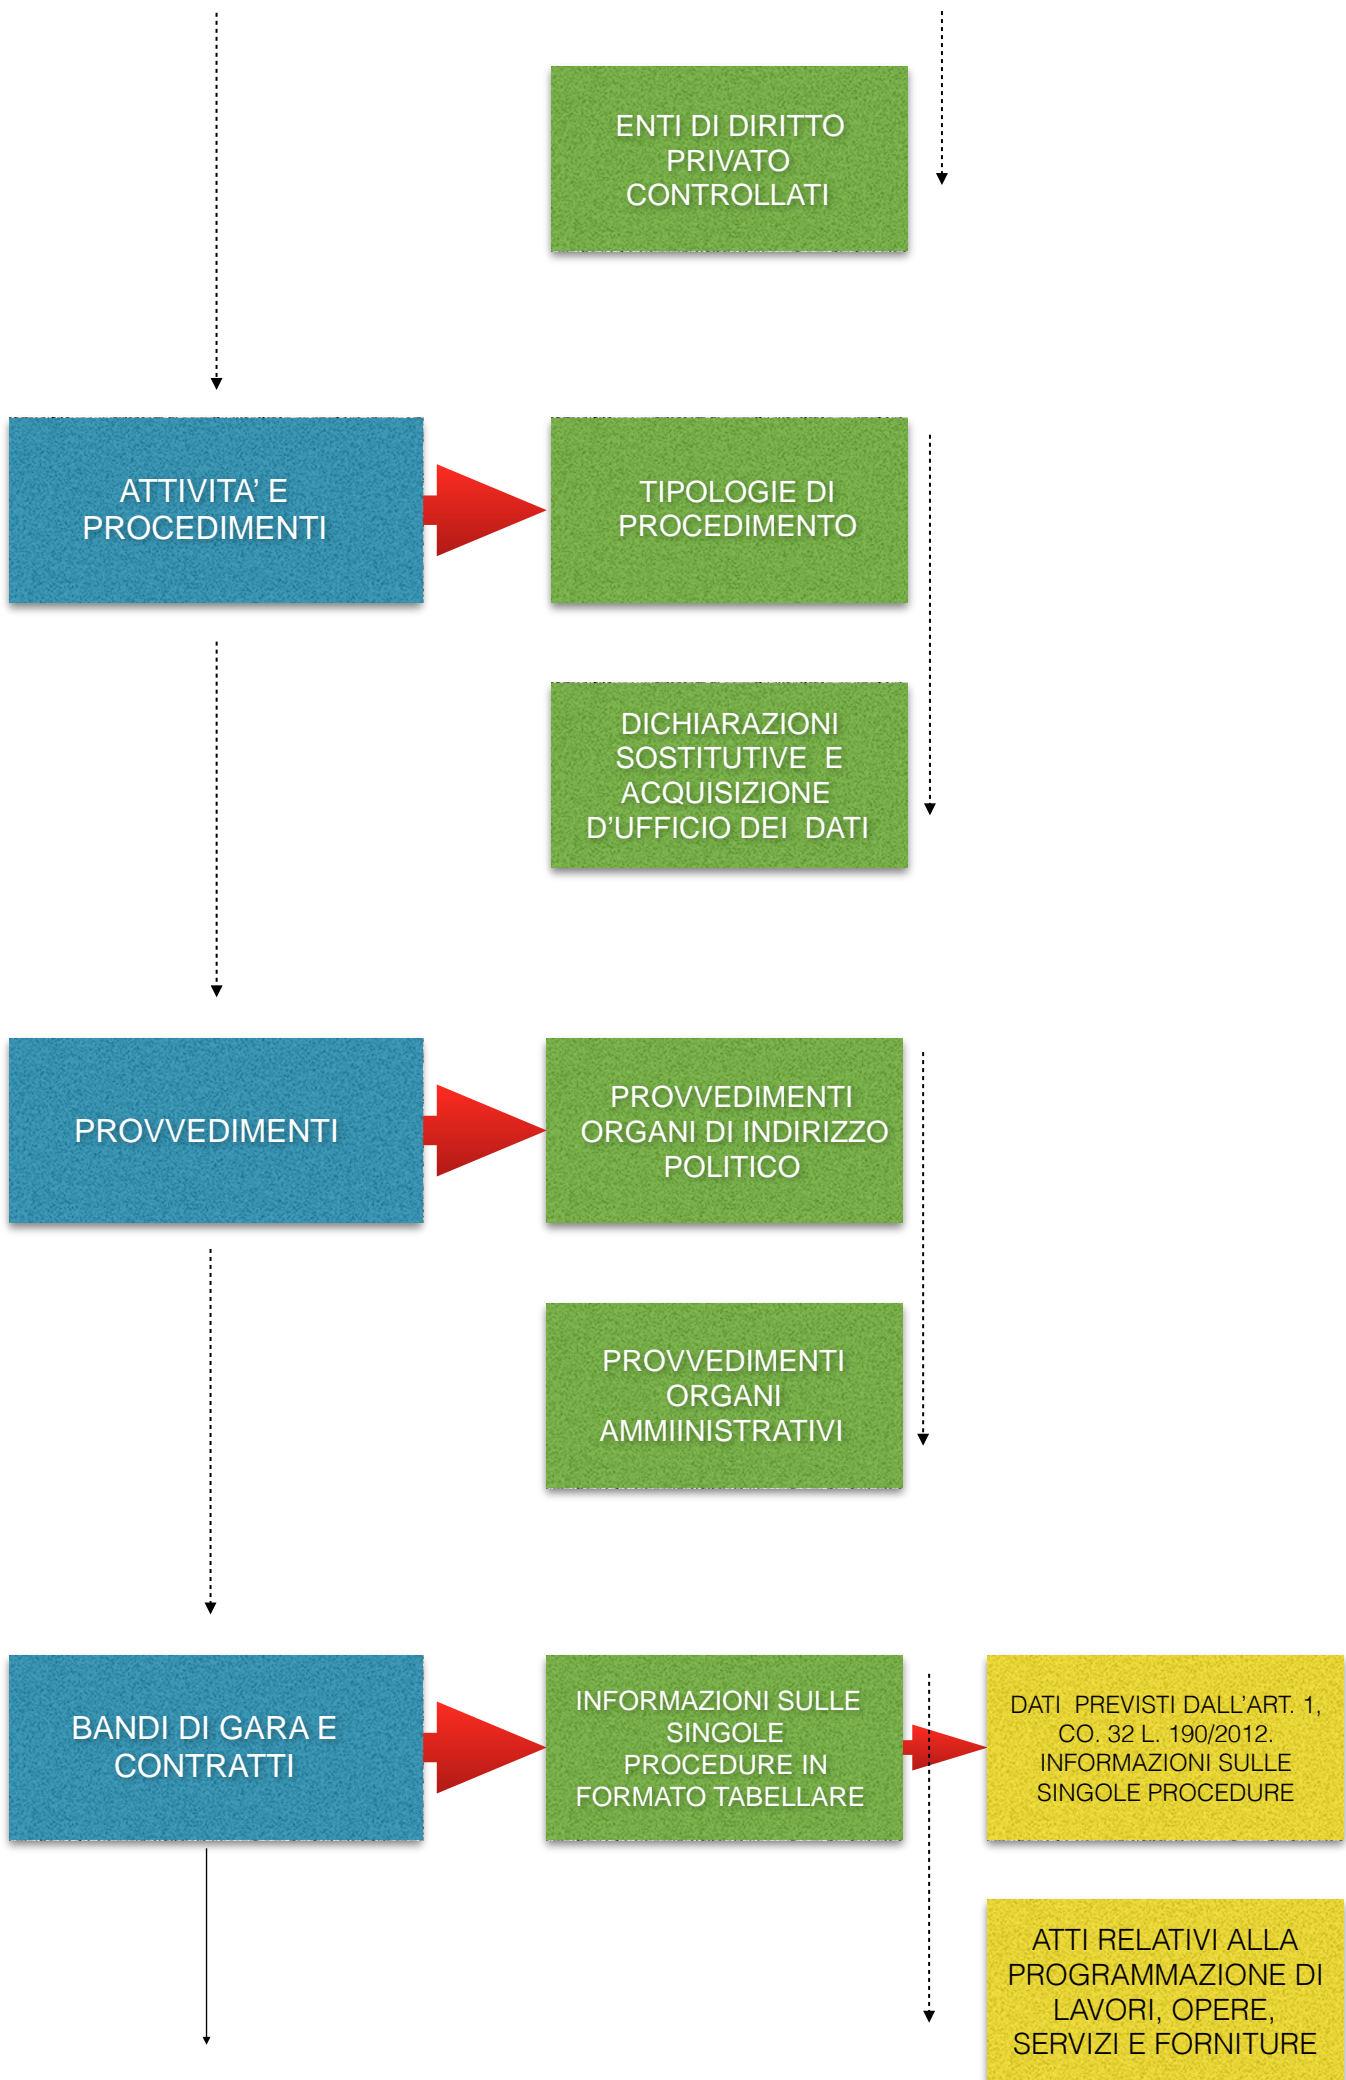 ENTI DI DIRITTO
PRIVATO
CONTROLLATI
ATTIVITA’ E
PROCEDIMENTI
TIPOLOGIE DI
PROCEDIMENTO
DICHIARAZIONI
SOSTITUTIVE E
ACQUISIZIONE
D’UFFICIO DEI DATI
PROVVEDIMENTI
PROVVEDIMENTI
ORGANI DI INDIRIZZO
POLITICO
PROVVEDIMENTI
ORGANI
AMMIINISTRATIVI
BANDI DI GARA E
CONTRATTI
INFORMAZIONI SULLE
SINGOLE
PROCEDURE IN
FORMATO TABELLARE
DATI PREVISTI DALL’ART. 1,
CO. 32 L. 190/2012.
INFORMAZIONI SULLE
SINGOLE PROCEDURE
ATTI RELATIVI ALLA
PROGRAMMAZIONE DI
LAVORI, OPERE,
SERVIZI E FORNITURE